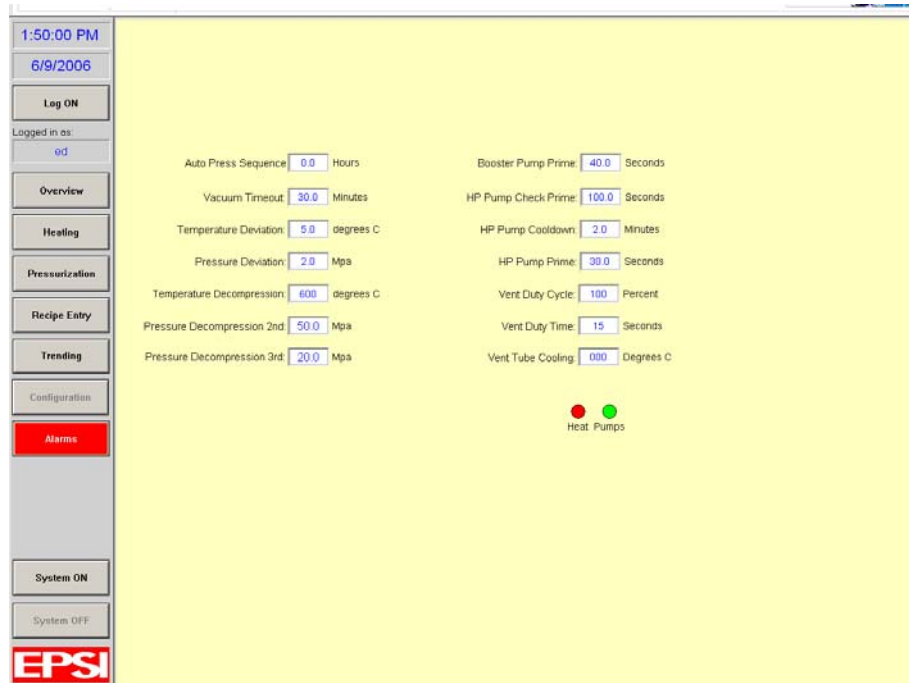 1:50:00 PM
6/9/2006
Log ON
Logged in as:
ed
Overview
Heating
Pressurization
Recipe Entry
Trending
Configuration
Alarms
System ON
System OFF
EPSI
Auto Press Sequence 0.0 Hours
Vacuum Timeout: 30.0 Minutes
Temperature Deviation: 5.0 degrees C
Pressure Deviation: 2.0 Mpa
Temperature Decompression: 600 degrees C
Pressure Decompression 2nd: 50.0 Mpa
Pressure Decompression 3rd: 20.0 Mpa
Booster Pump Prime: 40.0 Seconds
HP Pump Check Prime: 100.0 Seconds
HP Pump Cooldown: 2.0 Minutes
HP Pump Prime: 30.0 Seconds
Vent Duty Cycle: 100 Percent
Vent Duty Time: 15 Seconds
Vent Tube Cooling: 000 Degrees C
Heat Pumps